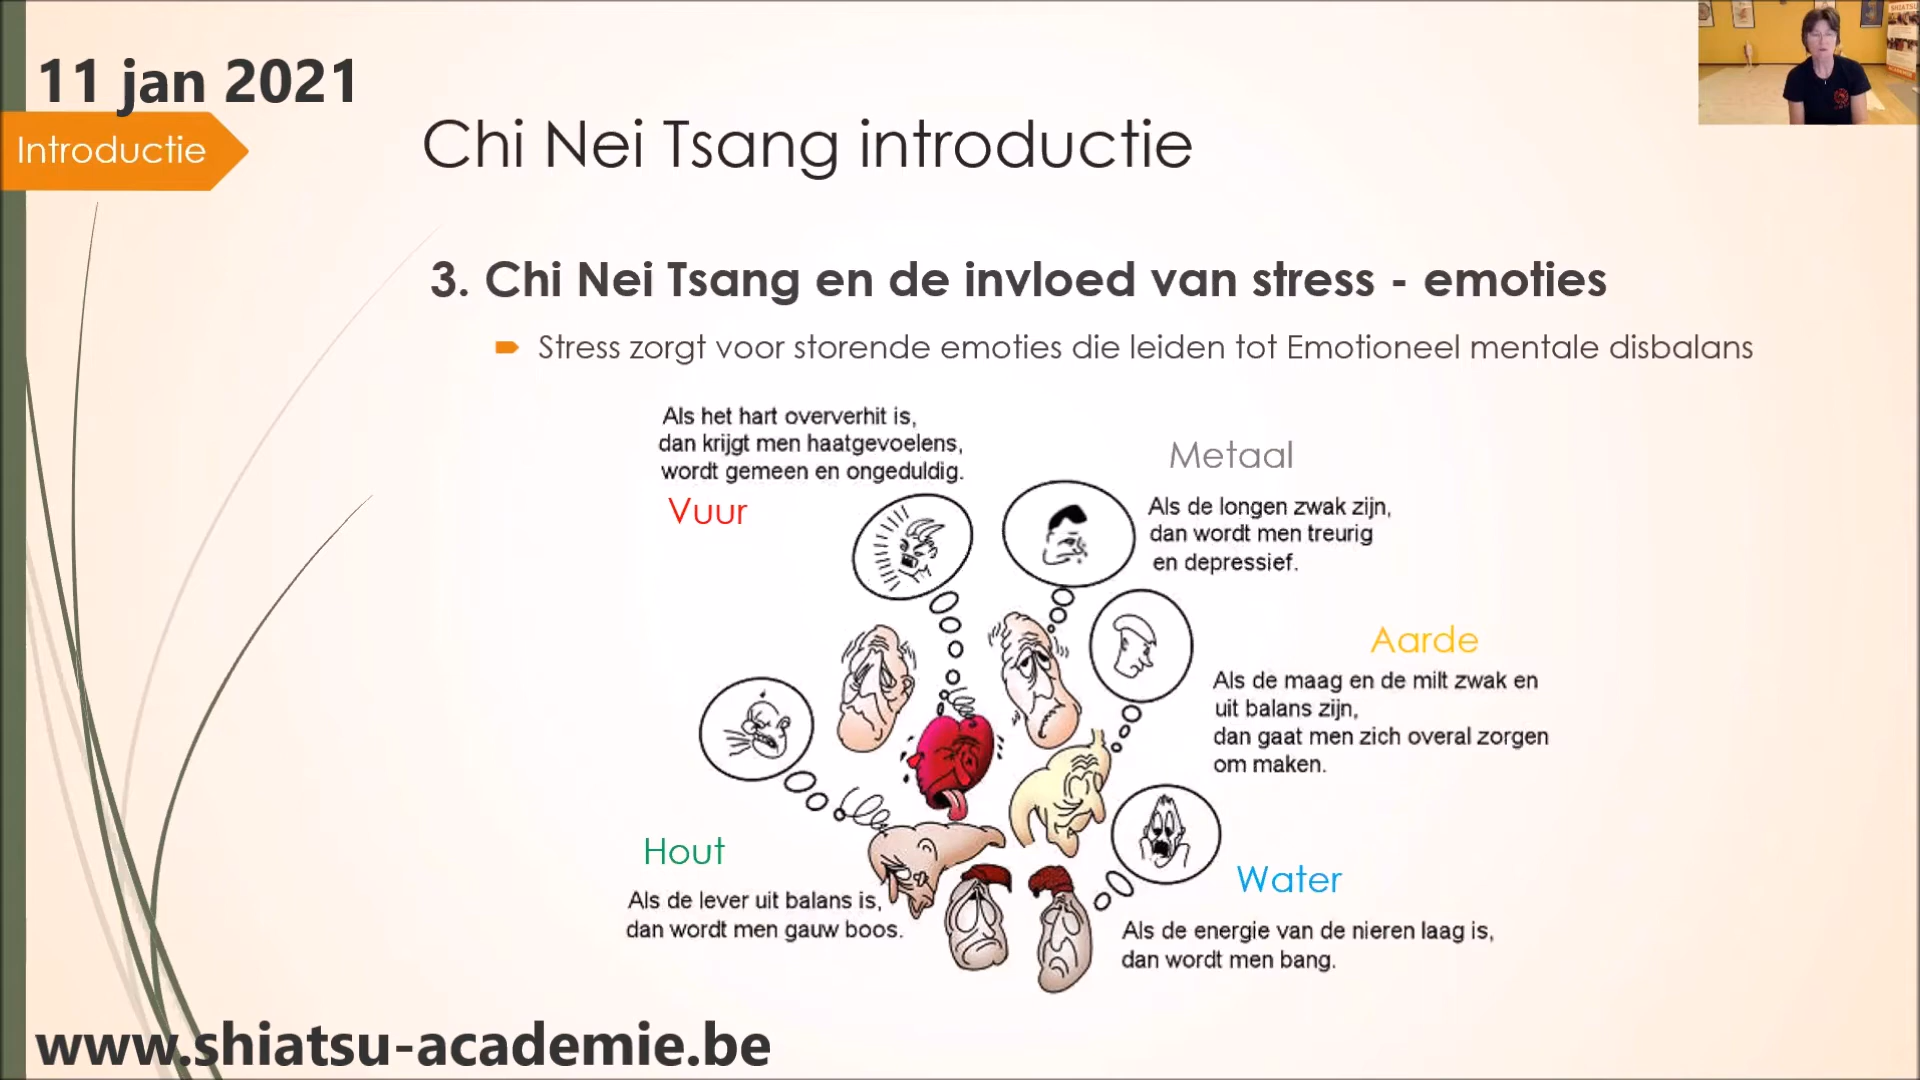 11 jan 2021
Introductie
Chi Nei Tsang introductie
3. Chi Nei Tsang en de invloed van stress - emoties
Stress zorgt voor storende emoties die leiden tot Emotioneel mentale disbalans
Als het hart oververhit is,
dan krijgt men haatgevoelens,
wordt gemeen en ongeduldig.
Vuur
Metaal
Als de longen zwak zijn,
dan wordt men treurig
en depressief.
Aarde
Als de maag en de milt zwak en
uit balans zijn,
dan gaat men zich overal zorgen
om maken.
Hout
Als de lever uit balans is,
dan wordt men gauw boos.
Water
Als de energie van de nieren laag is,
dan wordt men bang.
www.shiatsu-academie.be
SHIATSU